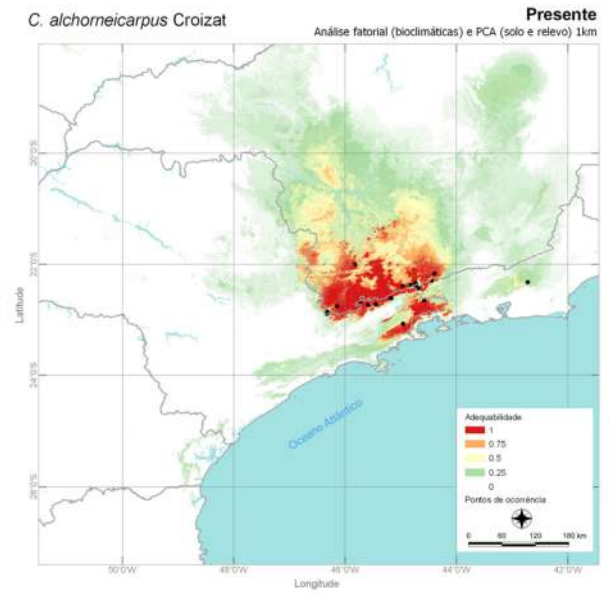 C. alchorneicarpus Croizat
Presente
Análise fatorial (bioclimáticas) e PCA (solo e relevo) 1km
20°0'S
22°0'S
24°0'S
26°0'S
Latitude
Oceano Atlântico
Adequabilidade
1
0.75
0.5
0.25
0
Pontos de ocorrência
0 60 120 180 km
50°0'W 48°0'W 46°0'W 44°0'W 42°0'W
Longitude